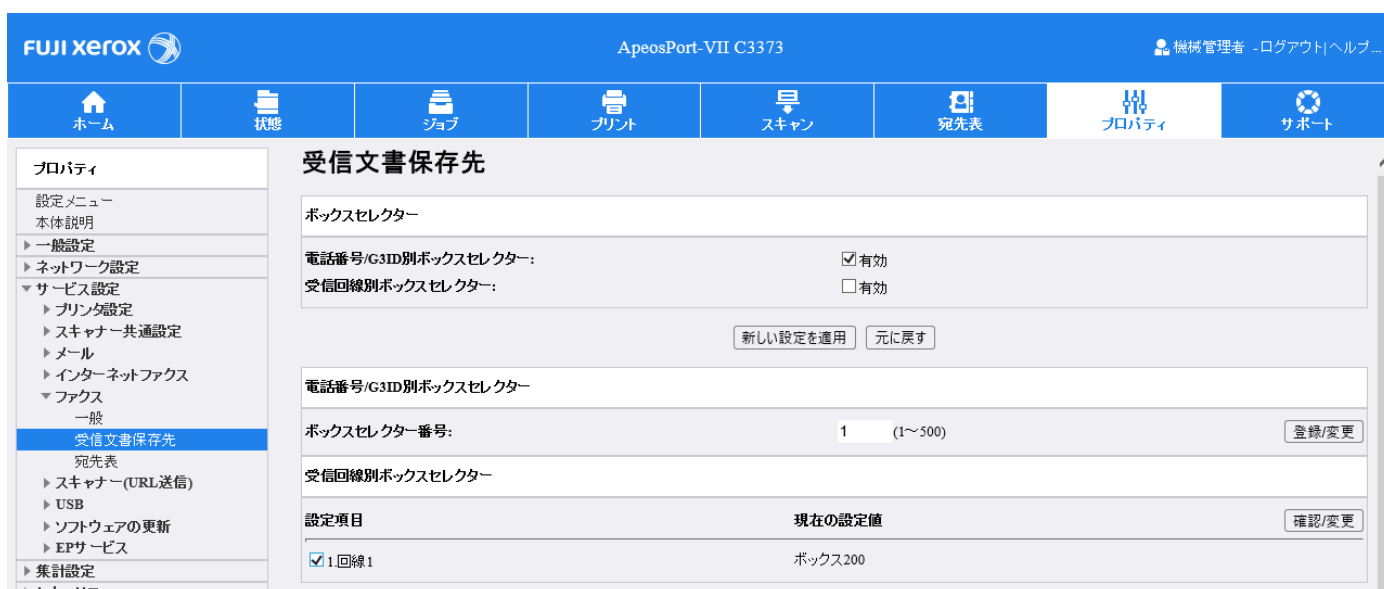 FUJI XEROX
ApeosPort-VII C3373
機械管理者 -ログアウト|ヘルプ...
ホーム
状態
ジョブ
プリント
スキャン
宛先表
プロパティ
サポート
プロパティ
設定メニュー
本体説明
一般設定
ネットワーク設定
サービス設定
プリンタ設定
スキャナー共通設定
メール
インターネットファクス
ファクス
一般
受信文書保存先
宛先表
スキャナー(URL送信)
USB
ソフトウェアの更新
EPサービス
集計設定
受信文書保存先
ボックスセレクター
電話番号/G3ID別ボックスセレクター: 有効
受信回線別ボックスセレクター: 有効
新しい設定を適用 元に戻す
電話番号/G3ID別ボックスセレクター
ボックスセレクター番号: 1 (1～500) 登録/変更
受信回線別ボックスセレクター
設定項目 現在の設定値 確認/変更
1.回線1 ボックス200